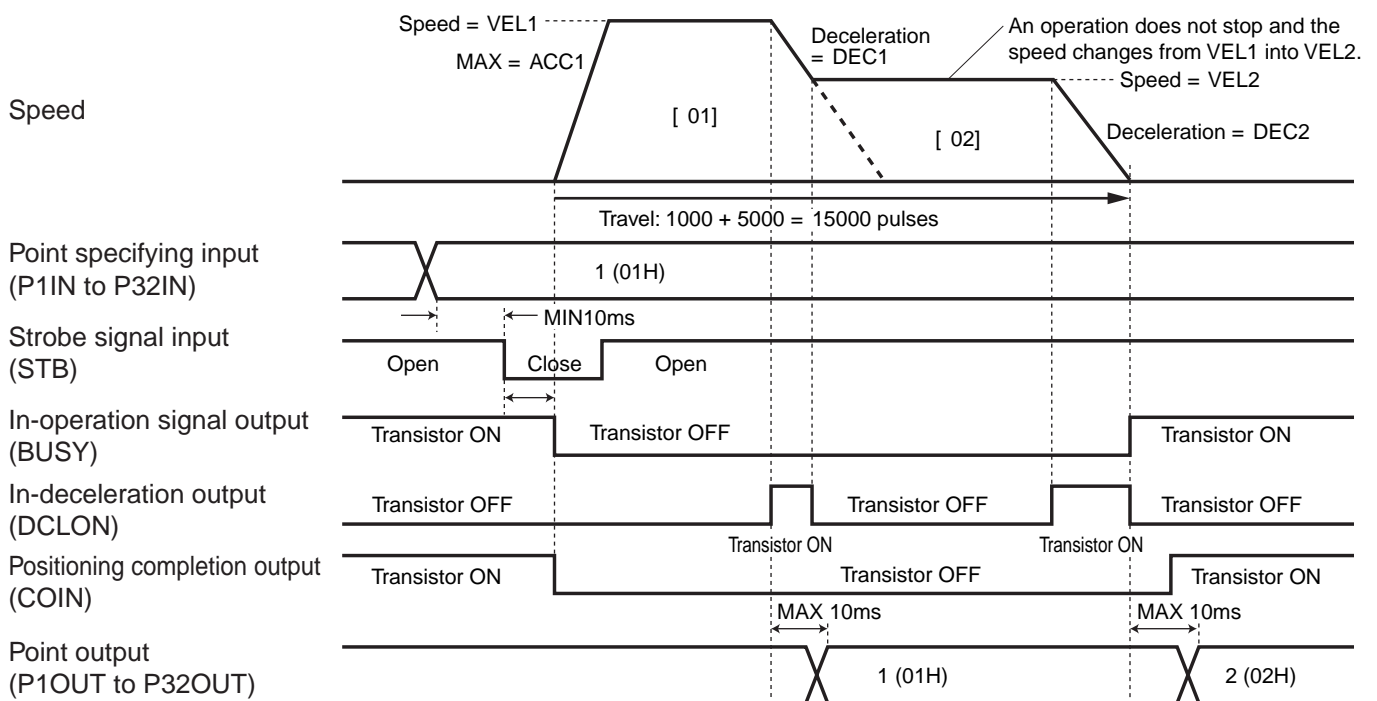 Speed = VEL1
MAX = ACC1
Deceleration
= DEC1
An operation does not stop and the
speed changes from VEL1 into VEL2.
Speed = VEL2
Speed
[ 01]
[ 02]
Deceleration = DEC2
Travel: 1000 + 5000 = 15000 pulses
Point specifying input
(P1IN to P32IN)
1 (01H)
MIN10ms
Strobe signal input
(STB)
Open
Close
Open
In-operation signal output
(BUSY)
Transistor ON
Transistor OFF
Transistor ON
In-deceleration output
(DCLON)
Transistor OFF
Transistor OFF
Transistor OFF
Transistor ON
Transistor ON
Positioning completion output
(COIN)
Transistor ON
Transistor OFF
Transistor ON
MAX 10ms
MAX 10ms
Point output
(P1OUT to P32OUT)
1 (01H)
2 (02H)